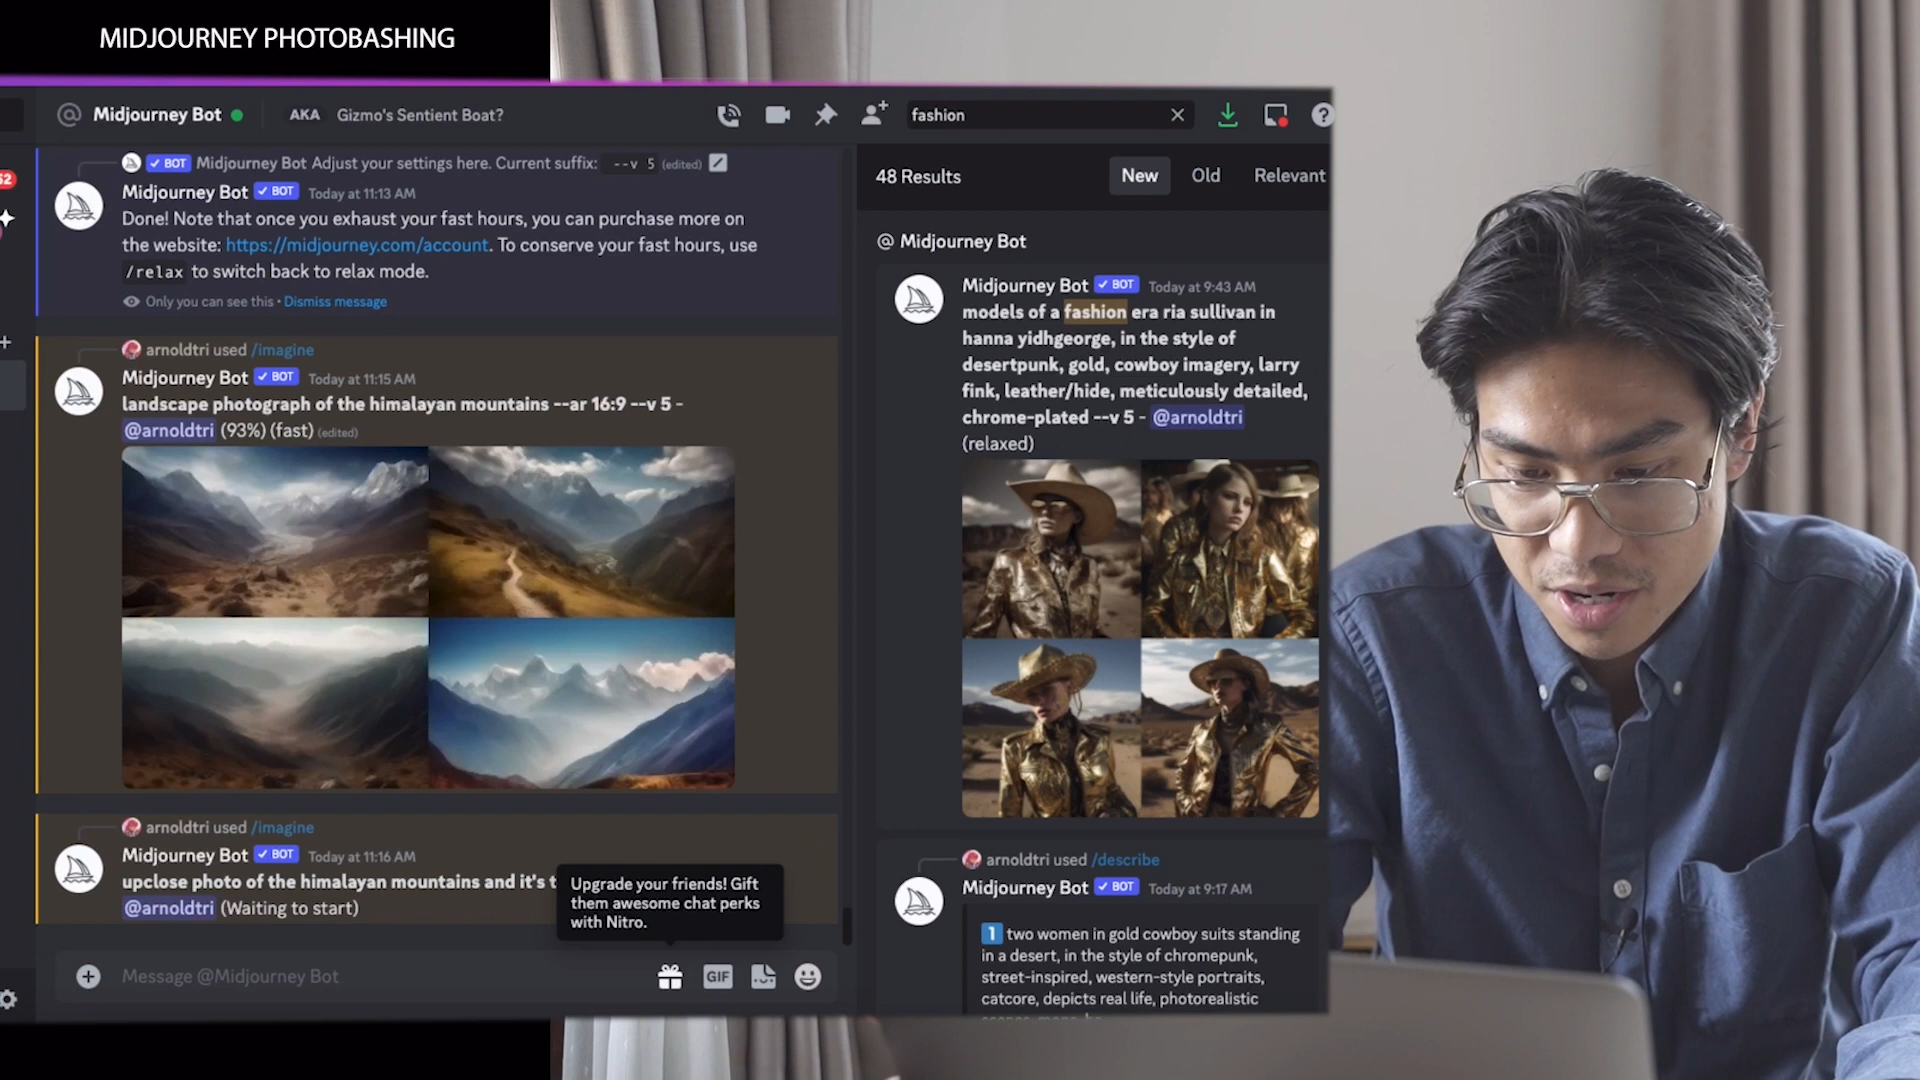 MIDJOURNEY PHOTOBASHING
@ Midjourney Bot
AKA Gizmo's Sentient Boat?
fashion
?
52
✓ BOT Midjourney Bot Adjust your settings here. Current suffix: --v 5 (edited)
Midjourney Bot ✓ BOT Today at 11:13 AM
Done! Note that once you exhaust your fast hours, you can purchase more on
the website: https://midjourney.com/account. To conserve your fast hours, use
/relax to switch back to relax mode.
Only you can see this • Dismiss message
arnoldtri used /imagine
Midjourney Bot ✓ BOT Today at 11:15 AM
landscape photograph of the himalayan mountains --ar 16:9 --v 5 -
@arnoldtri (93%) (fast) (edited)
arnoldtri used /imagine
Midjourney Bot ✓ BOT Today at 11:16 AM
upclose photo of the himalayan mountains and it's t
@arnoldtri (Waiting to start)
Upgrade your friends! Gift
them awesome chat perks
with Nitro.
Message @Midjourney Bot
GIF
48 Results
New
Old
Relevant
@ Midjourney Bot
Midjourney Bot ✓ BOT Today at 9:43 AM
models of a fashion era ria sullivan in
hanna yidhgeorge, in the style of
desertpunk, gold, cowboy imagery, larry
fink, leather/hide, meticulously detailed,
chrome-plated --v 5 - @arnoldtri
(relaxed)
arnoldtri used /describe
Midjourney Bot ✓ BOT Today at 9:17 AM
1 two women in gold cowboy suits standing
in a desert, in the style of chromepunk,
street-inspired, western-style portraits,
catcore, depicts real life, photorealistic